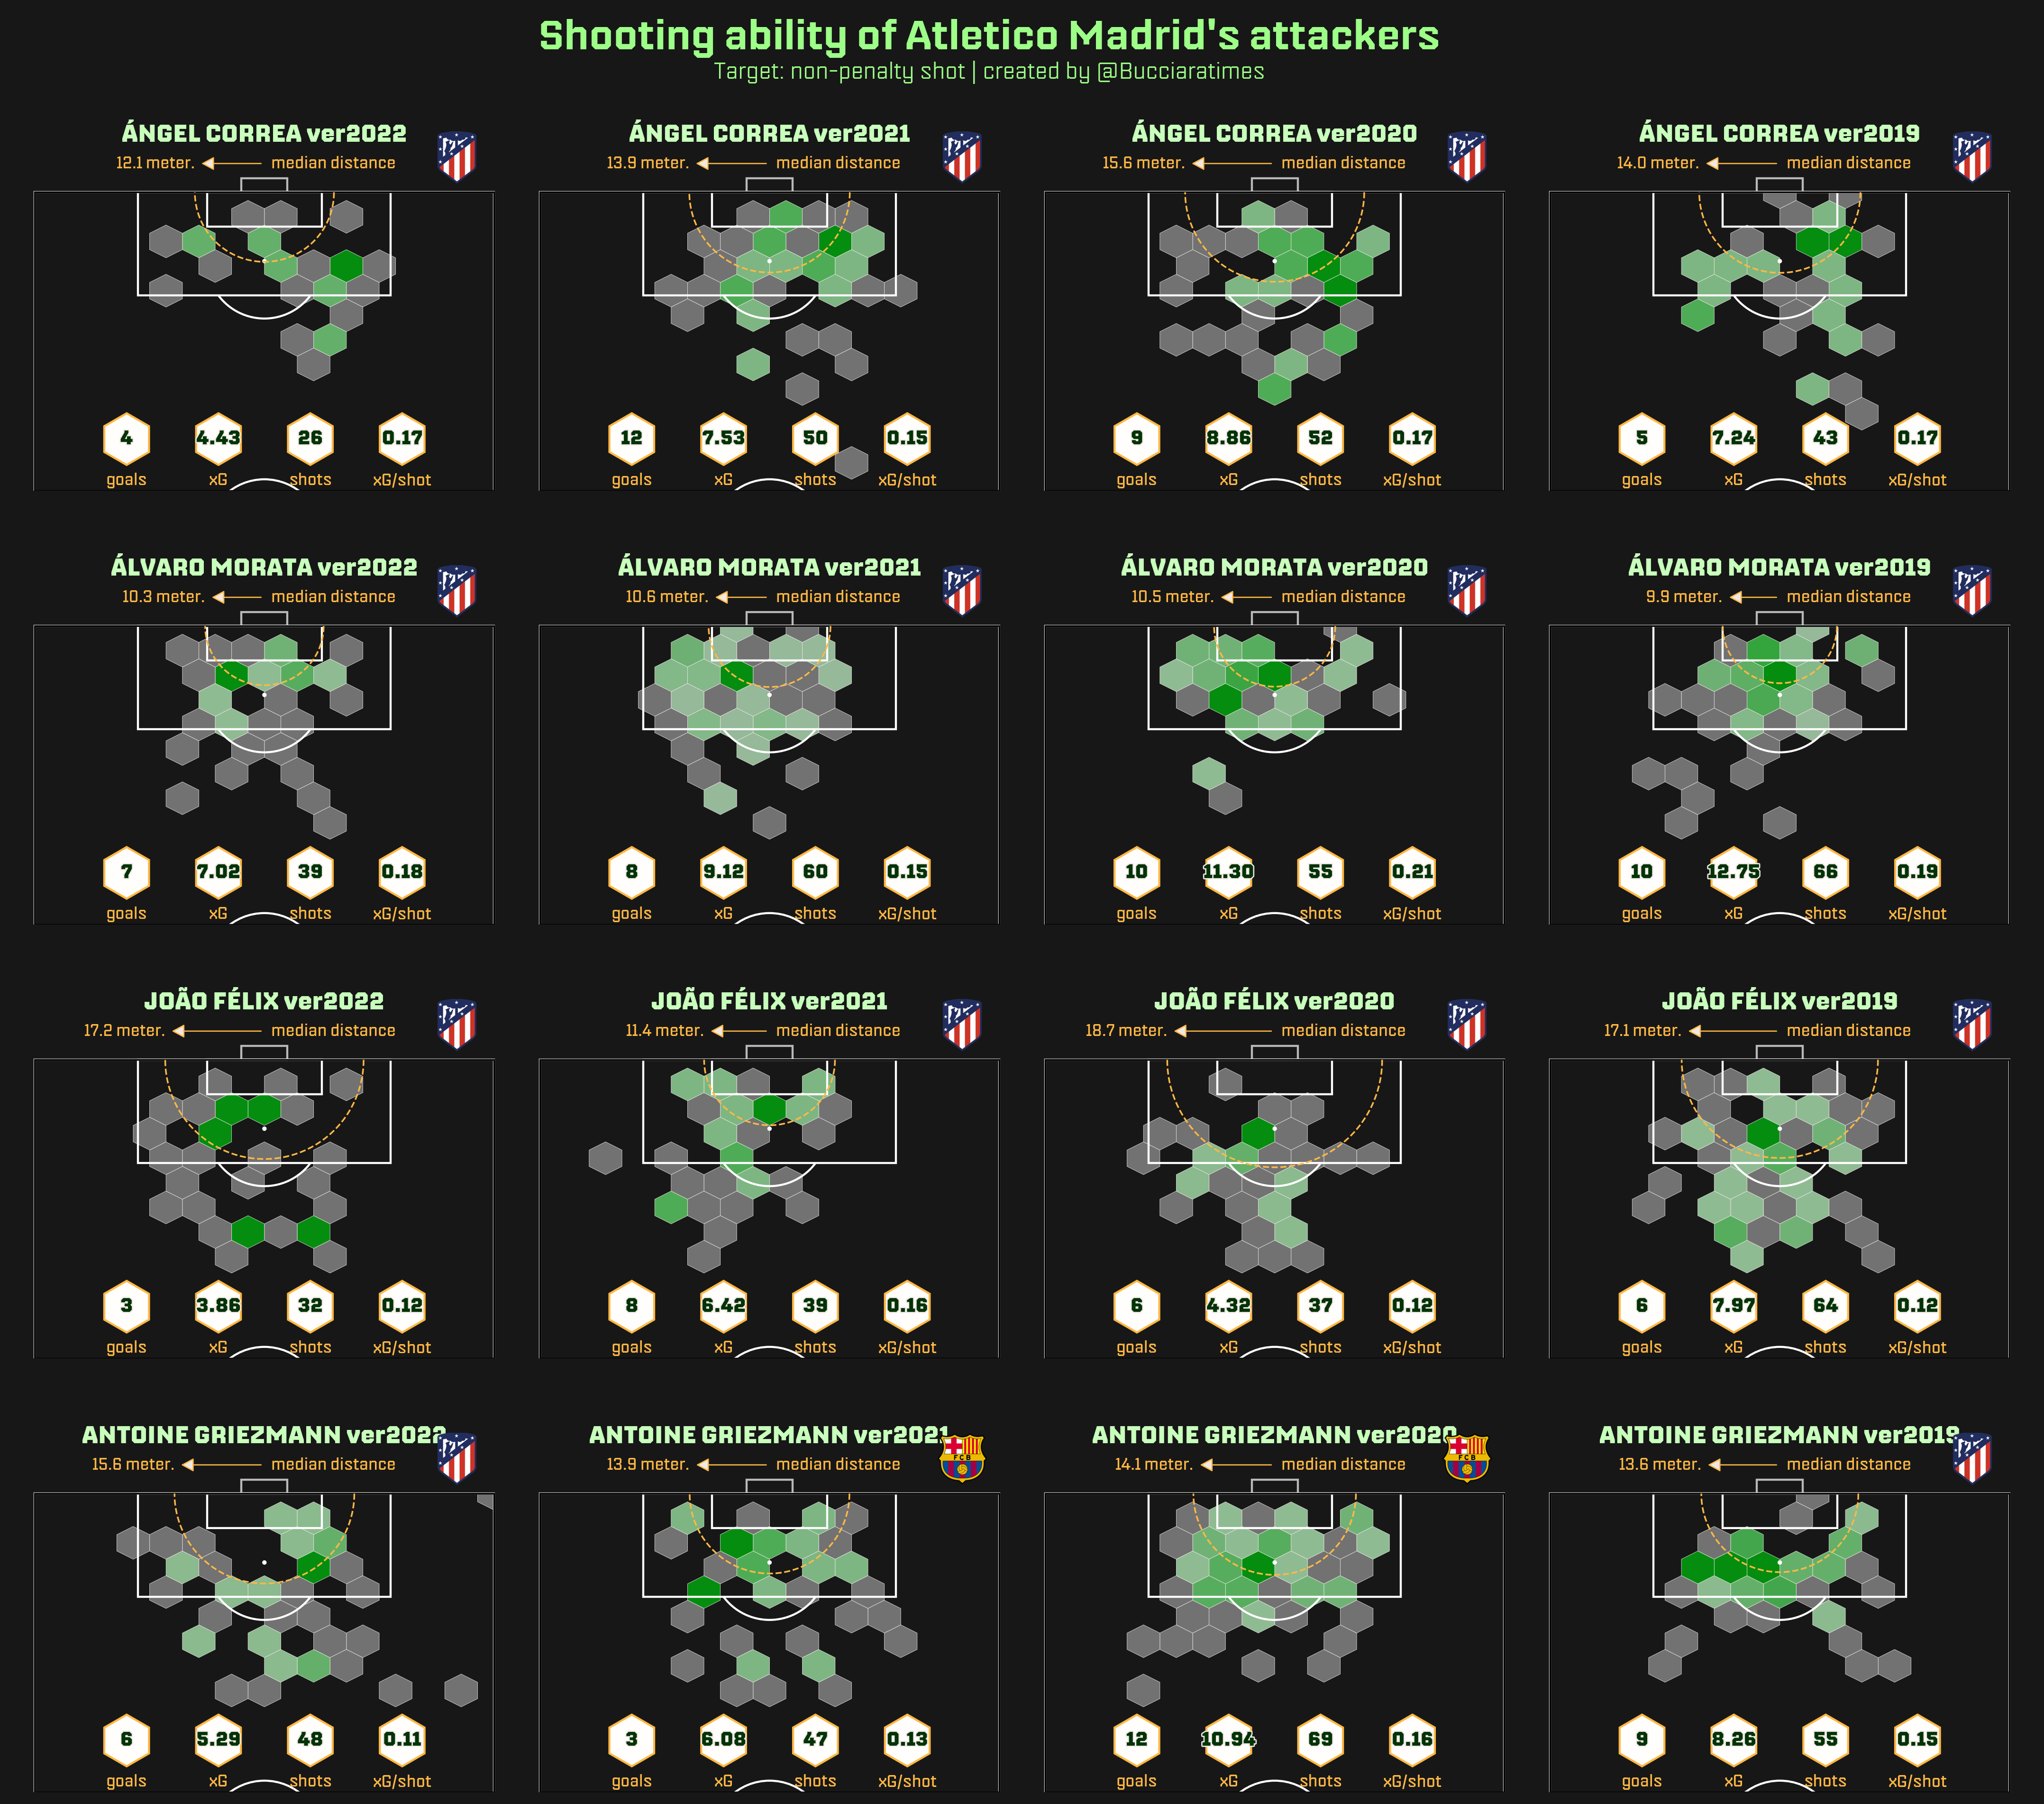 Shooting ability of Atletico Madrid's attackers
Target: non-penalty shot | created by @Bucciaratimes
ÁNGEL CORREA ver2022
12.1 meter. median distance
4 4.43 26 0.17
goals xG shots xG/shot
ÁNGEL CORREA ver2021
13.9 meter. median distance
12 7.53 50 0.15
goals xG shots xG/shot
ÁNGEL CORREA ver2020
15.6 meter. median distance
9 8.86 52 0.17
goals xG shots xG/shot
ÁNGEL CORREA ver2019
14.0 meter. median distance
5 7.24 43 0.17
goals xG shots xG/shot
ÁLVARO MORATA ver2022
10.3 meter. median distance
7 7.02 39 0.18
goals xG shots xG/shot
ÁLVARO MORATA ver2021
10.6 meter. median distance
8 9.12 60 0.15
goals xG shots xG/shot
ÁLVARO MORATA ver2020
10.5 meter. median distance
10 11.30 55 0.21
goals xG shots xG/shot
ÁLVARO MORATA ver2019
9.9 meter. median distance
10 12.75 66 0.19
goals xG shots xG/shot
JOÃO FÉLIX ver2022
17.2 meter. median distance
3 3.86 32 0.12
goals xG shots xG/shot
JOÃO FÉLIX ver2021
11.4 meter. median distance
8 6.42 39 0.16
goals xG shots xG/shot
JOÃO FÉLIX ver2020
18.7 meter. median distance
6 4.32 37 0.12
goals xG shots xG/shot
JOÃO FÉLIX ver2019
17.1 meter. median distance
6 7.97 64 0.12
goals xG shots xG/shot
ANTOINE GRIEZMANN ver2022
15.6 meter. median distance
6 5.29 48 0.11
goals xG shots xG/shot
ANTOINE GRIEZMANN ver2021
FCB
13.9 meter. median distance
3 6.08 47 0.13
goals xG shots xG/shot
ANTOINE GRIEZMANN ver2020
FCB
14.1 meter. median distance
12 10.94 69 0.16
goals xG shots xG/shot
ANTOINE GRIEZMANN ver2019
13.6 meter. median distance
9 8.26 55 0.15
goals xG shots xG/shot